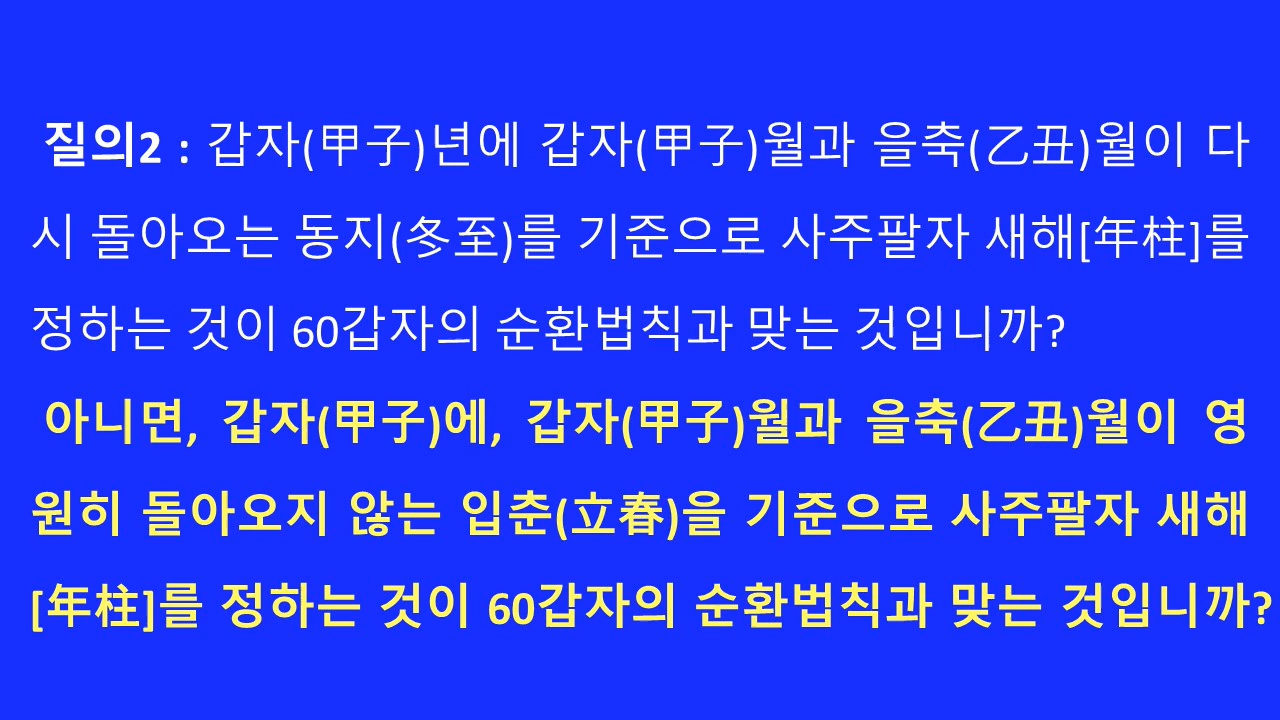 질의2 : 갑자(甲子)년에 갑자(甲子)월과 을축(乙丑)월이 다
시 돌아오는 동지(冬至)를 기준으로 사주팔자 새해[年柱]를
정하는 것이 60갑자의 순환법칙과 맞는 것입니까?
아니면, 갑자(甲子)에, 갑자(甲子)월과 을축(乙丑)월이 영
원히 돌아오지 않는 입춘(立春)을 기준으로 사주팔자 새해
[年柱]를 정하는 것이 60갑자의 순환법칙과 맞는 것입니까?